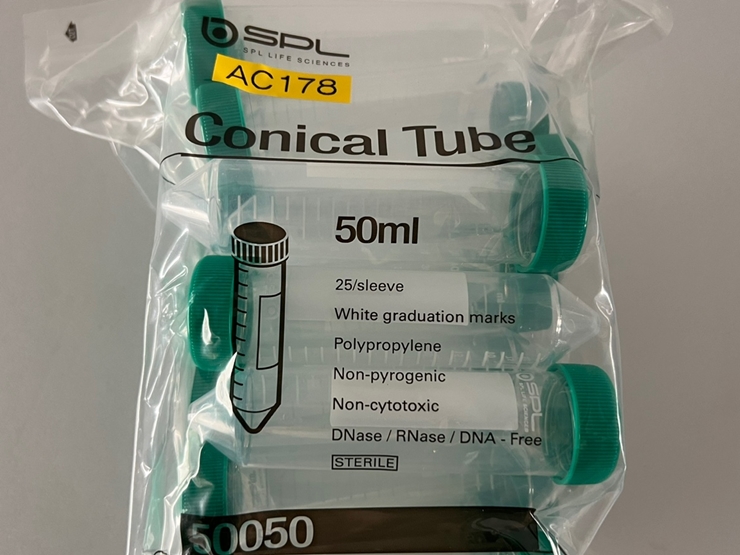 SPL
SPL LIFE SCIENCES
AC178
Conical Tube
50ml
25/sleeve
White graduation marks
Polypropylene
Non-pyrogenic
Non-cytotoxic
DNase / RNase / DNA - Free
STERILE
SPL
50050